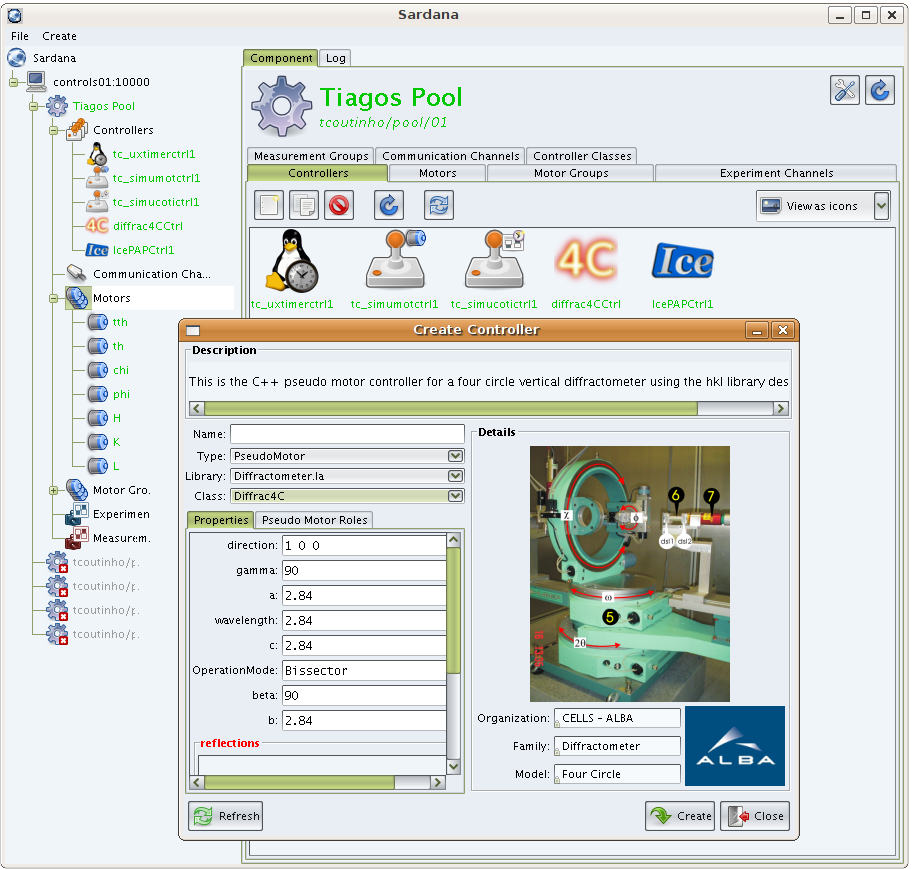 Sardana
File Create
Sardana
controls01:10000
Tiagos Pool
Controllers
tc_uxtimerctrl1
tc_simumotctrl1
tc_simucotictrl1
diffrac4CCtrl
IcePAPCtrl1
Communication Cha...
Motors
tth
th
chi
phi
H
K
L
Motor Gro.
Experimen
Measurem.
tcoutinho/p.
tcoutinho/p.
tcoutinho/p.
tcoutinho/p.
4C
Ice
Component Log
Tiagos Pool
tcoutinho/pool/01
Measurement Groups Communication Channels Controller Classes
Controllers Motors Motor Groups Experiment Channels
View as icons
4C Ice
tc_uxtimerctrl1 tc_simumotctrl1 tc_simucotictrl1 diffrac4CCtrl IcePAPCtrl1
Create Controller
Description
This is the C++ pseudo motor controller for a four circle vertical diffractometer using the hkl library des
Name:
Type: PseudoMotor
Library: Diffractometer.la
Class: Diffrac4C
Properties Pseudo Motor Roles
direction: 1 0 0
gamma: 90
a: 2.84
wavelength: 2.84
c: 2.84
OperationMode: Bissector
beta: 90
b: 2.84
reflections
Details
χ
φ
6 7
dsl1 dsl2
ω
5
2θ
Organization: CELLS - ALBA
Family: Diffractometer
Model: Four Circle
ALBA
Refresh Create Close